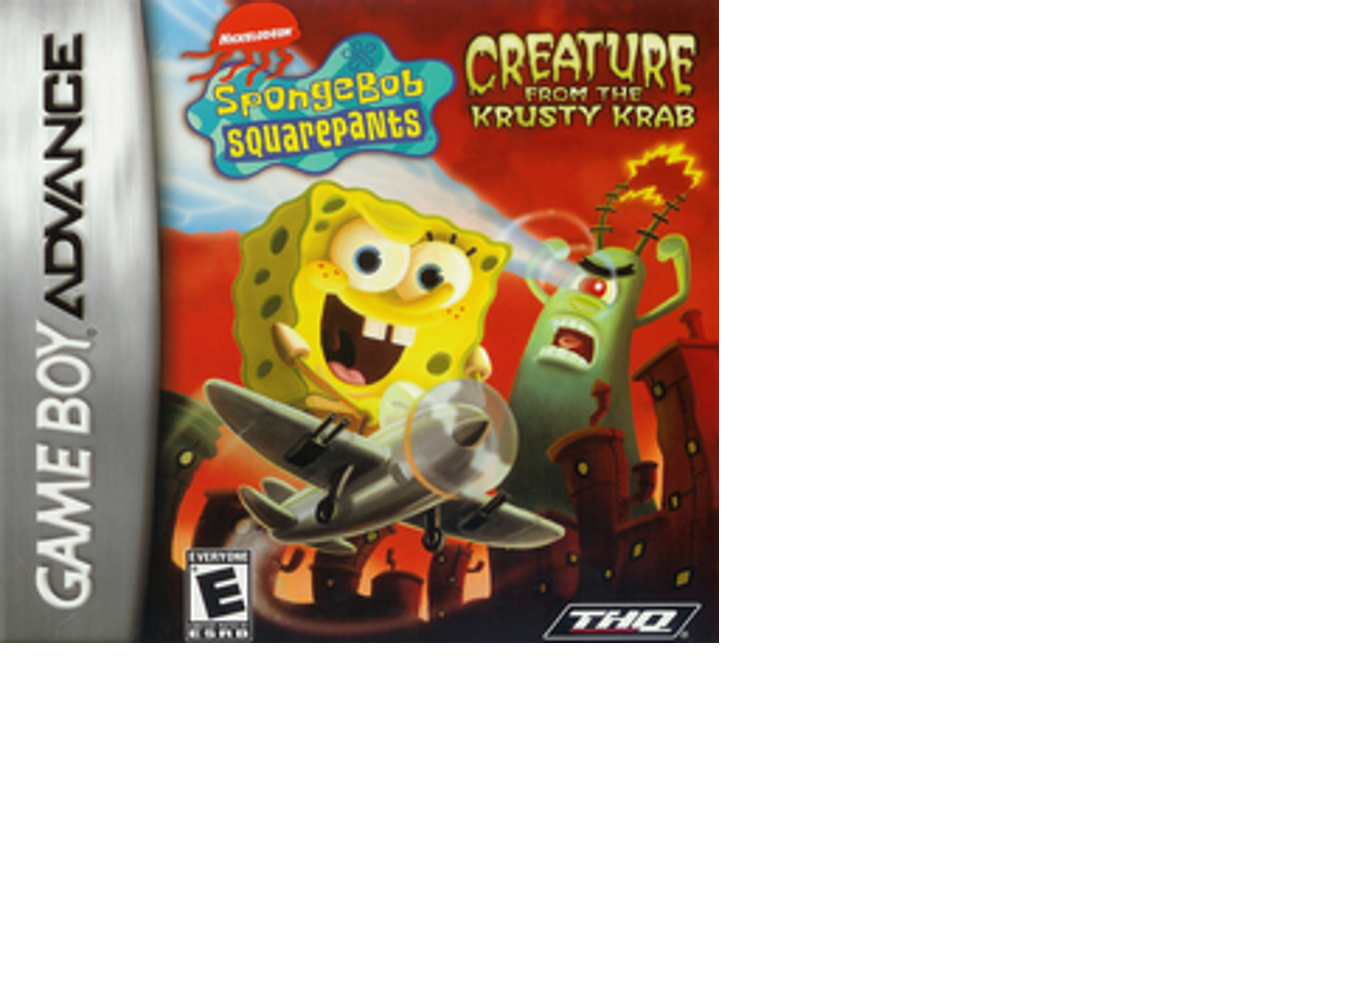 GAME BOY ADVANCE
NICKELODEON
SPONGEBOB
SQUAREPANTS
CREATURE
FROM THE
KRUSTY KRAB
EVERYONE
E
ESRB
THQ